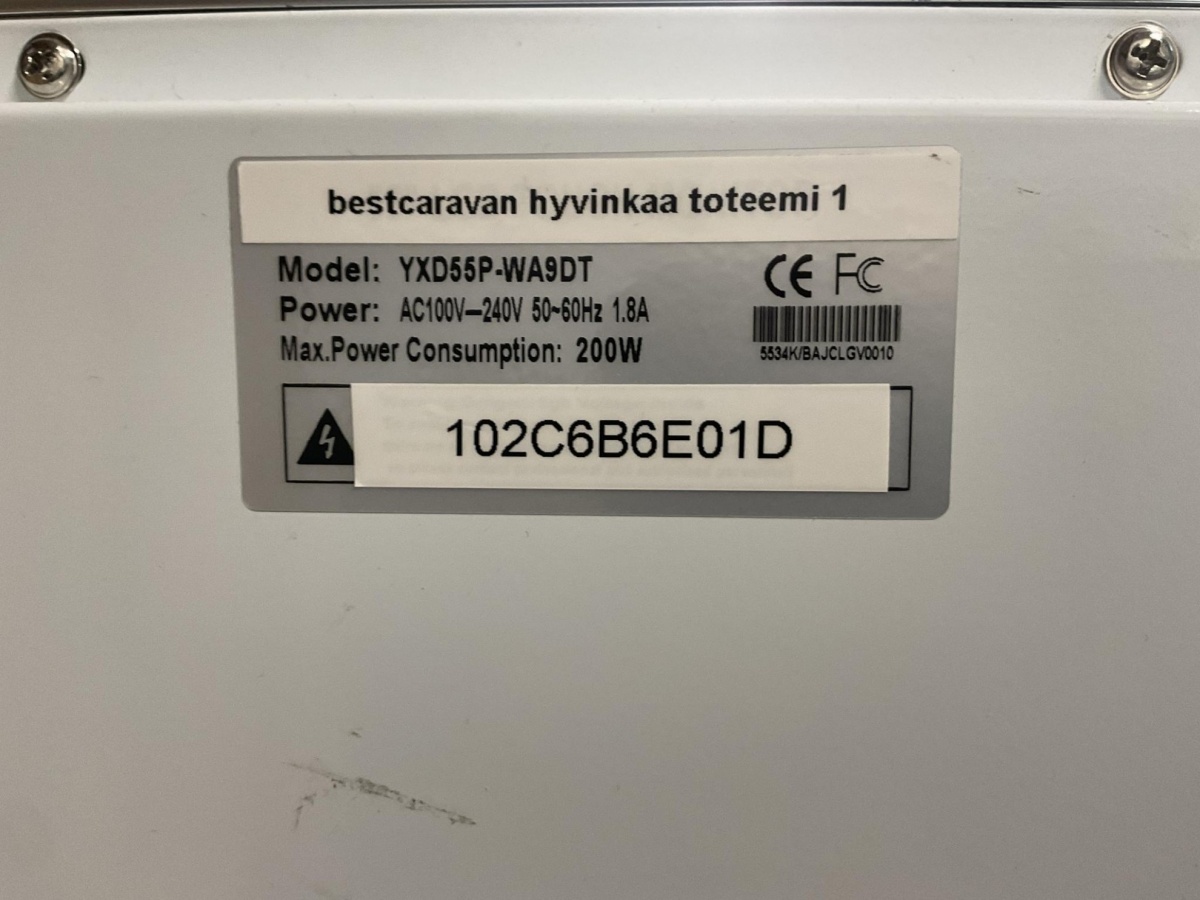 bestcaravan hyvinkaa toteemi 1
Model: YXD55P-WA9DT
Power: AC100V—240V 50~60Hz 1.8A
Max.Power Consumption: 200W
CE FC
5534K/BAJCLGV0010
102C6B6E01D